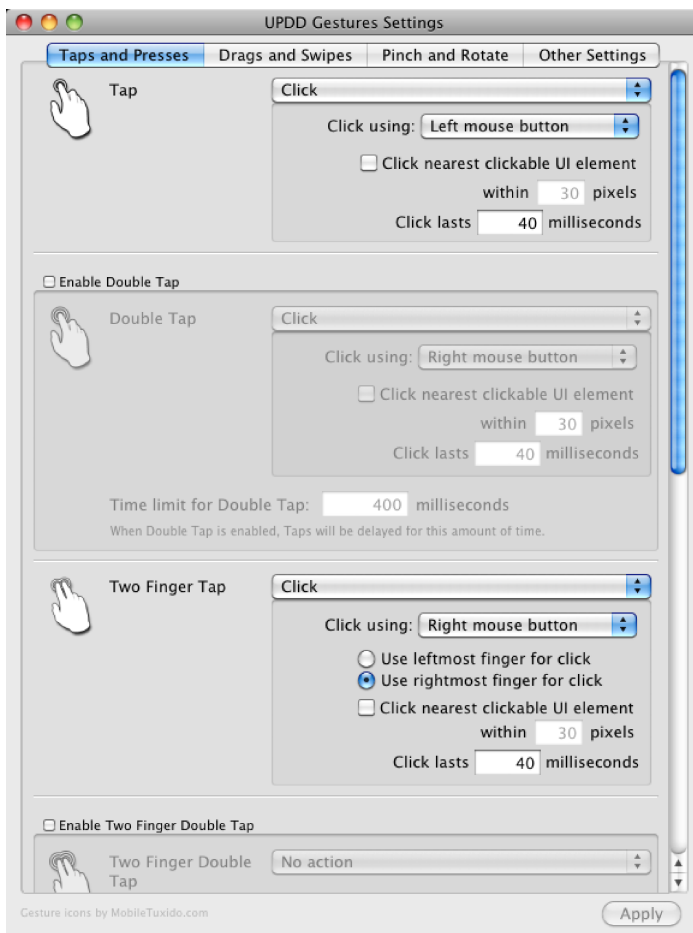 UPDD Gestures Settings
Taps and Presses Drags and Swipes Pinch and Rotate Other Settings
Tap Click
Click using: Left mouse button
Click nearest clickable UI element
within 30 pixels
Click lasts 40 milliseconds
Enable Double Tap
Double Tap Click
Click using: Right mouse button
Click nearest clickable UI element
within 30 pixels
Click lasts 40 milliseconds
Time limit for Double Tap: 400 milliseconds
When Double Tap is enabled, Taps will be delayed for this amount of time.
Two Finger Tap Click
Click using: Right mouse button
Use leftmost finger for click
Use rightmost finger for click
Click nearest clickable UI element
within 30 pixels
Click lasts 40 milliseconds
Enable Two Finger Double Tap
Two Finger Double No action
Tap
Gesture icons by MobileTuxido.com Apply